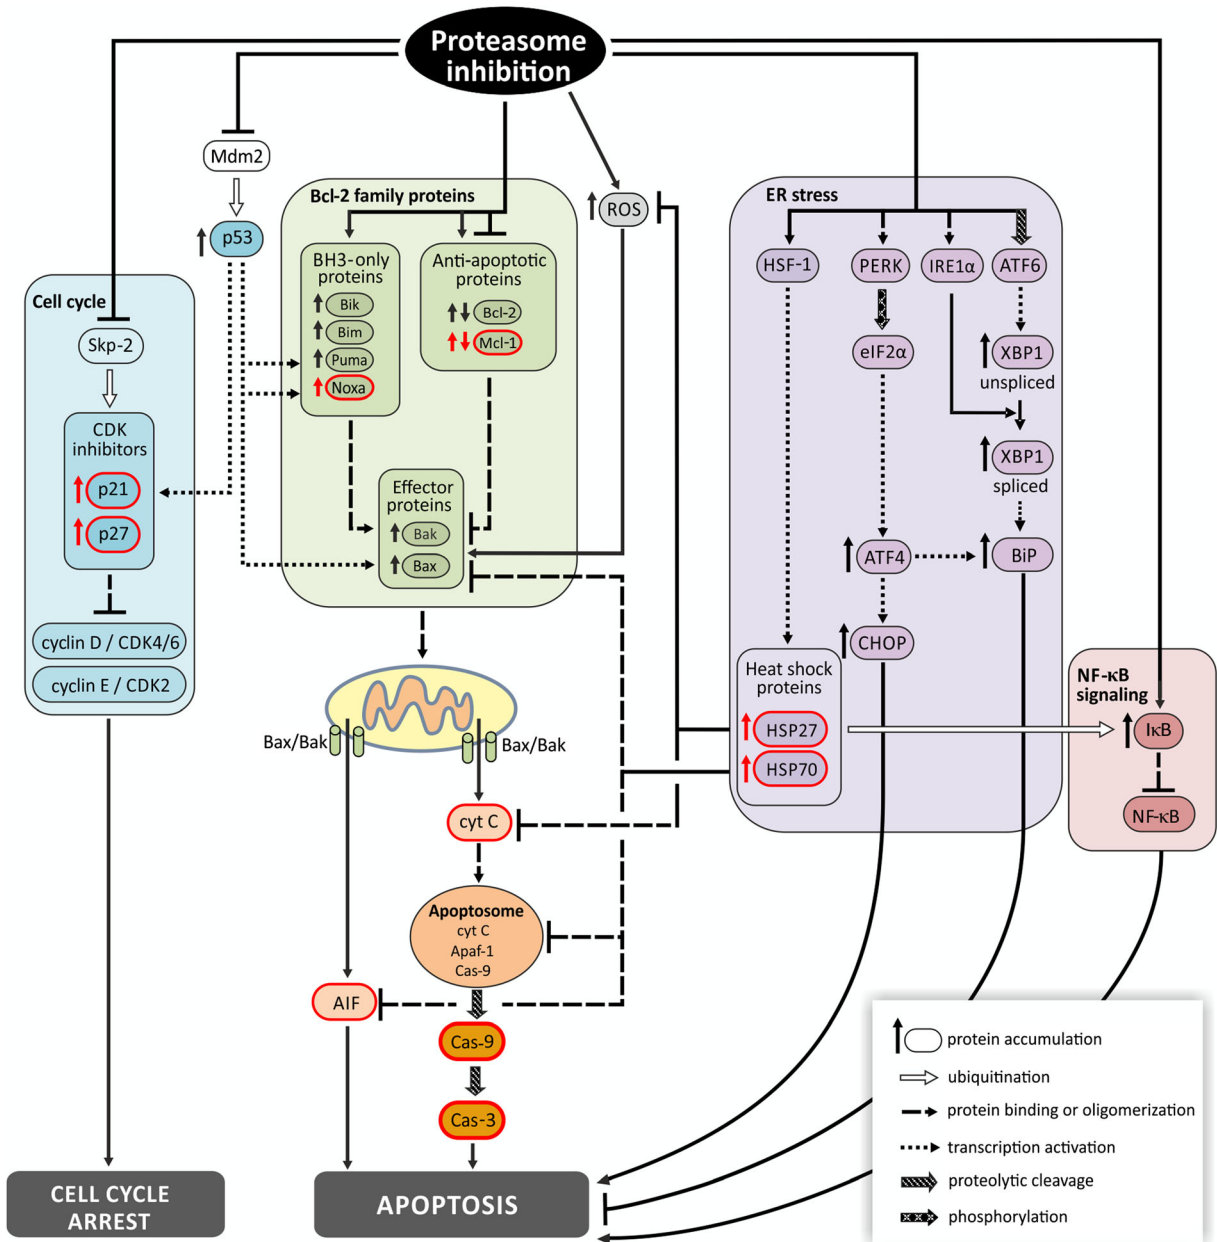 Proteasome
inhibition
Mdm2
p53
Cell cycle
Skp-2
CDK
inhibitors
p21
p27
cyclin D / CDK4/6
cyclin E / CDK2
Bcl-2 family proteins
BH3-only
proteins
Bik
Bim
Puma
Noxa
Anti-apoptotic
proteins
Bcl-2
Mcl-1
Effector
proteins
Bak
Bax
ROS
Bax/Bak
Bax/Bak
cyt C
Apoptosome
cyt C
Apaf-1
Cas-9
AIF
Cas-9
Cas-3
ER stress
HSF-1
PERK
IRE1α
ATF6
eIF2α
XBP1
unspliced
XBP1
spliced
ATF4
BiP
CHOP
Heat shock
proteins
HSP27
HSP70
NF-κB
signaling
IκB
NF-κB
protein accumulation
ubiquitination
protein binding or oligomerization
transcription activation
proteolytic cleavage
phosphorylation
CELL CYCLE
ARREST
APOPTOSIS